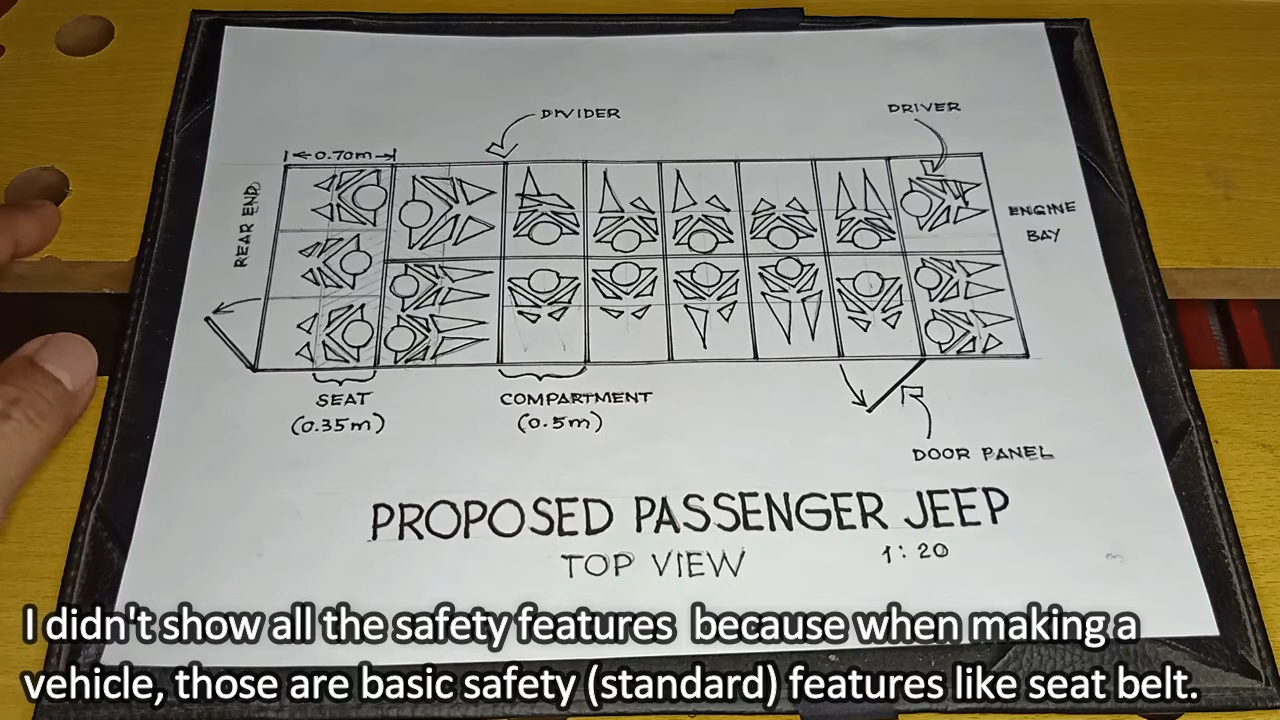 DIVIDER
DRIVER
0.70m
REAR END
ENGINE
BAY
SEAT
(0.35m)
COMPARTMENT
(0.5m)
DOOR PANEL
PROPOSED PASSENGER JEEP
TOP VIEW
1:20
I didn't show all the safety features because when making a
vehicle, those are basic safety (standard) features like seat belt.